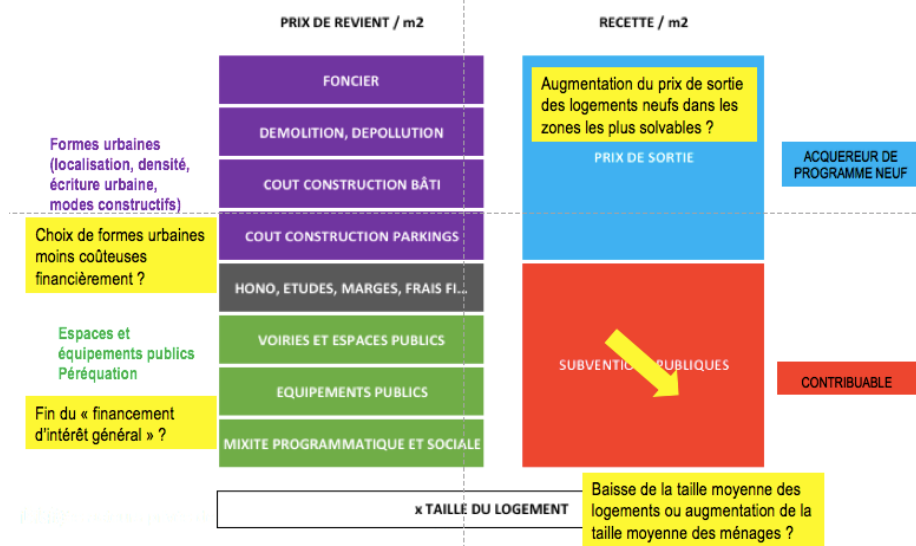 PRIX DE REVIENT / m2
RECETTE / m2
FONCIER
DEMOLITION, DEPOLLUTION
COUT CONSTRUCTION BÂTI
COUT CONSTRUCTION PARKINGS
HONO, ETUDES, MARGES, FRAIS FI...
VOIRIES ET ESPACES PUBLICS
EQUIPEMENTS PUBLICS
MIXITE PROGRAMMATIQUE ET SOCIALE
Formes urbaines
(localisation, densité,
écriture urbaine,
modes constructifs)
Choix de formes urbaines
moins coûteuses
financièrement ?
Espaces et
équipements publics
Péréquation
Fin du « financement
d'intérêt général » ?
Augmentation du prix de sortie
des logements neufs dans les
zones les plus solvables ?
PRIX DE SORTIE
ACQUEREUR DE
PROGRAMME NEUF
SUBVENTIONS PUBLIQUES
CONTRIBUABLE
x TAILLE DU LOGEMENT
Baisse de la taille moyenne des
logements ou augmentation de la
taille moyenne des ménages ?